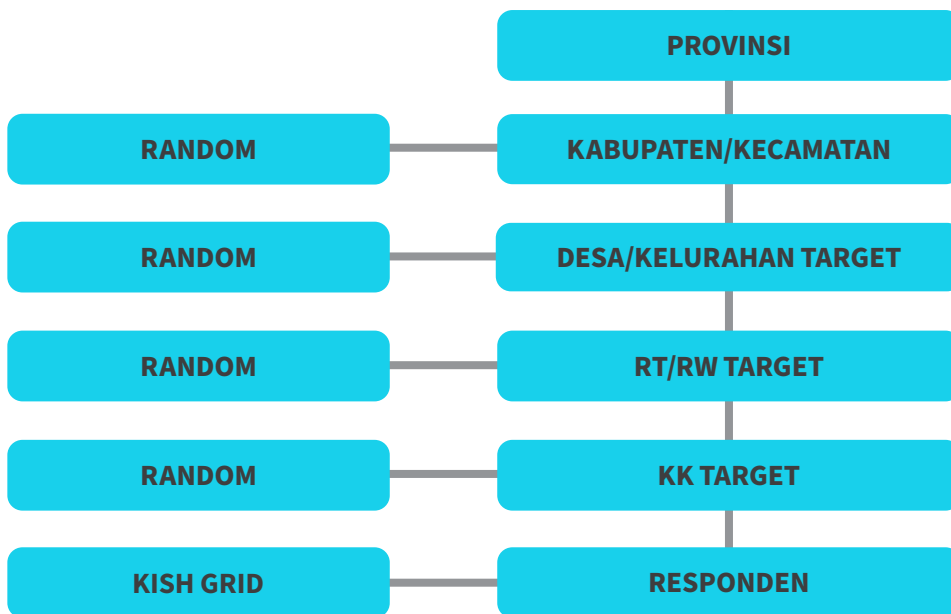 PROVINSI
RANDOM
KABUPATEN/KECAMATAN
RANDOM
DESA/KELURAHAN TARGET
RANDOM
RT/RW TARGET
RANDOM
KK TARGET
KISH GRID
RESPONDEN